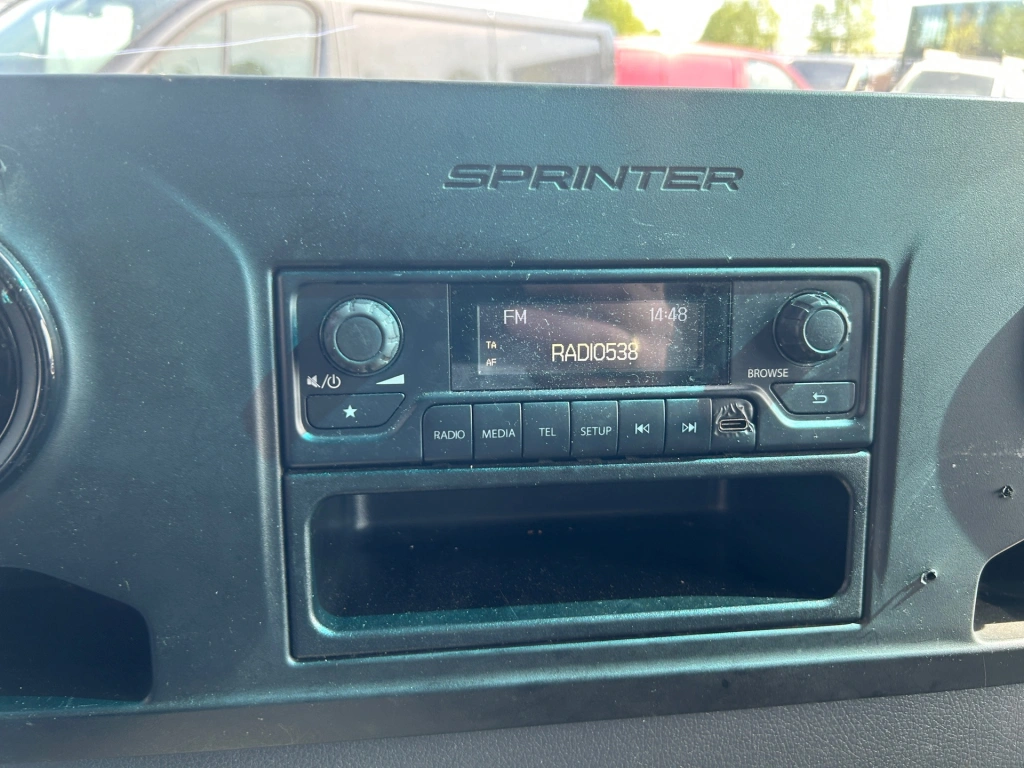 SPRINTER
FM 14:48
TA
RADIO538
AF
BROWSE
RADIO MEDIA TEL SETUP